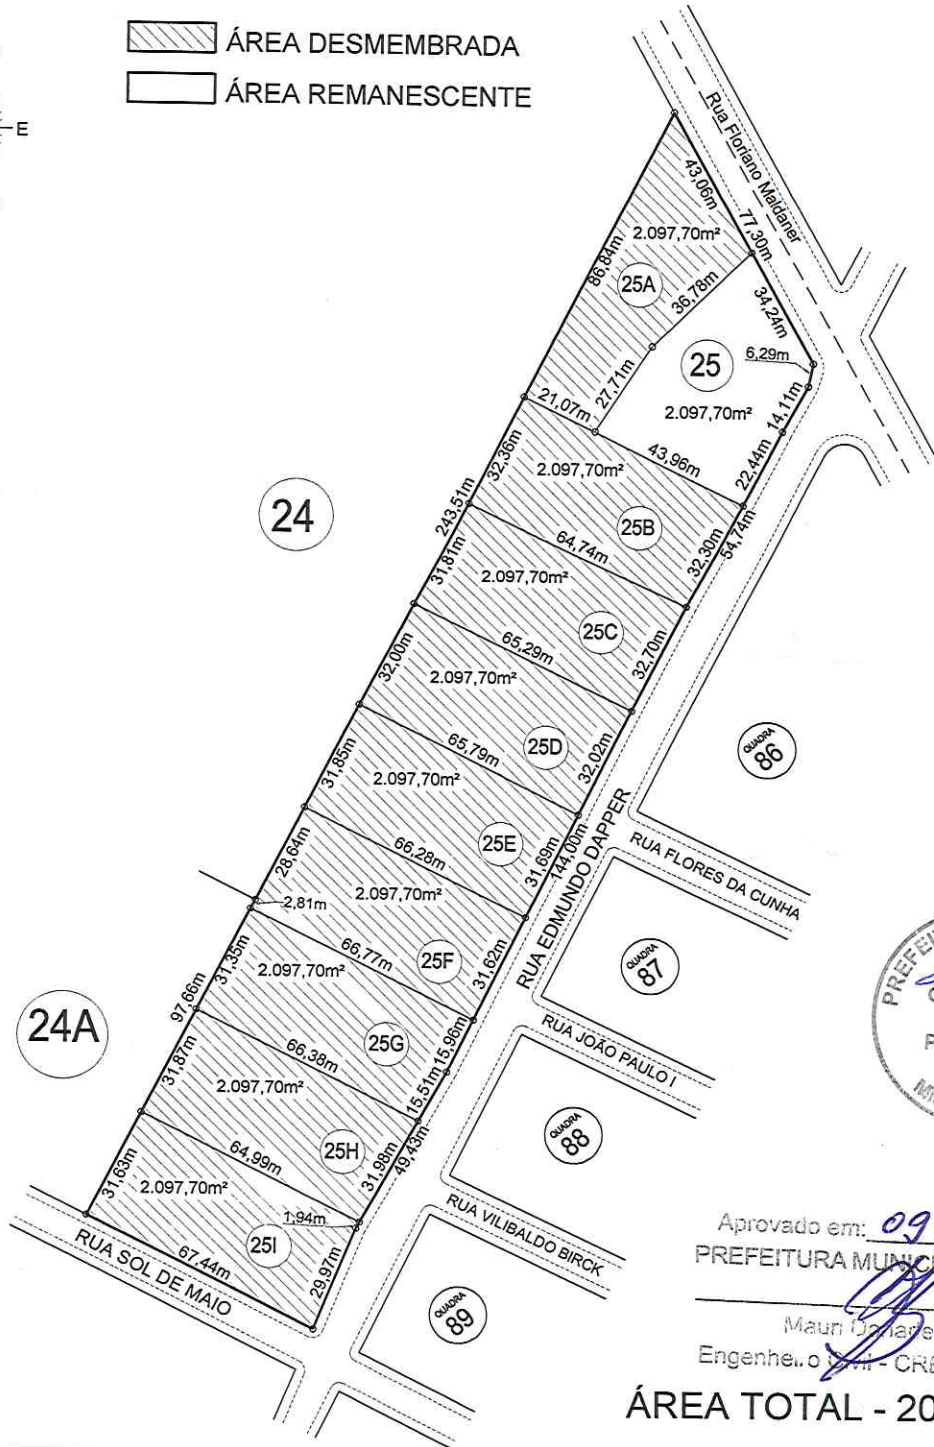 ÁREA DESMEMBRADA
ÁREA REMANESCENTE
E
Rua Floriano Maldaner
43,06m
77,30m
2.097,70m²
86,84m
25A
36,78m
34,24m
6,29m
25
27,71m
2.097,70m²
14,11m
21,07m
43,96m
22,44m
32,36m
2.097,70m²
243,51m
24
25B
54,74m
32,30m
64,74m
31,81m
2.097,70m²
25C
32,70m
65,29m
32,00m
2.097,70m²
25D
32,02m
65,79m
QUADRA
86
31,85m
2.097,70m²
25E
31,69m
144,00m
RUA EDMUNDO DAPPER
RUA FLORES DA CUNHA
66,28m
28,64m
2.097,70m²
2,81m
25F
31,62m
66,77m
QUADRA
87
31,35m
2.097,70m²
97,66m
24A
25G
15,96m
RUA JOÃO PAULO I
66,38m
31,87m
2.097,70m²
15,51m
49,43m
25H
31,98m
QUADRA
88
64,99m
31,63m
2.097,70m²
1,94m
25I
RUA VILIBALDO BIRCK
67,44m
29,97m
RUA SOL DE MAIO
QUADRA
89
Aprovado em: 09
PREFEITURA MUNIC
Engenheiro Civil - CRE
ÁREA TOTAL - 20